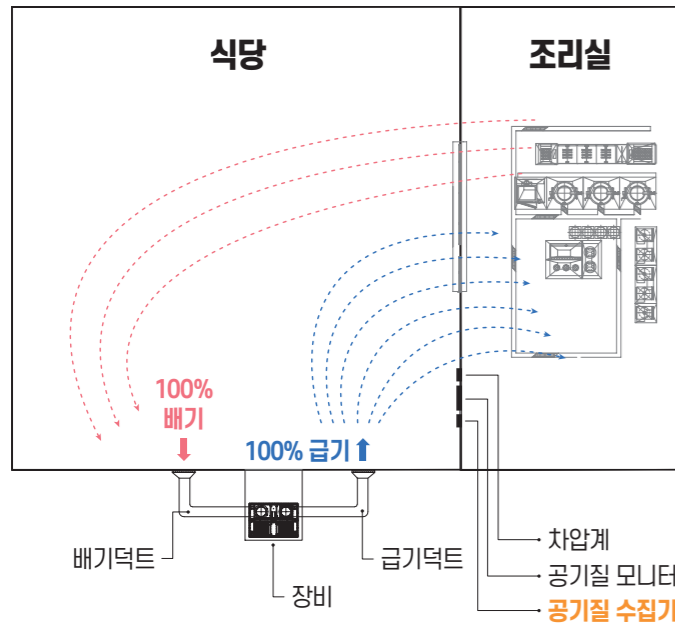 식당
조리실
100%
배기
100% 급기
배기덕트
장비
급기덕트
차압계
공기질 모니터
공기질 수집기